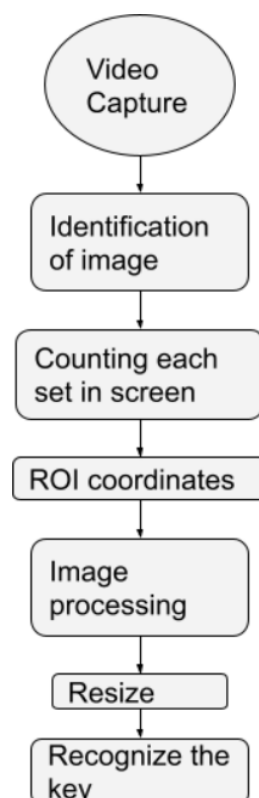 Video
Capture
Identification
of image
Counting each
set in screen
ROI coordinates
Image
processing
Resize
Recognize the
key